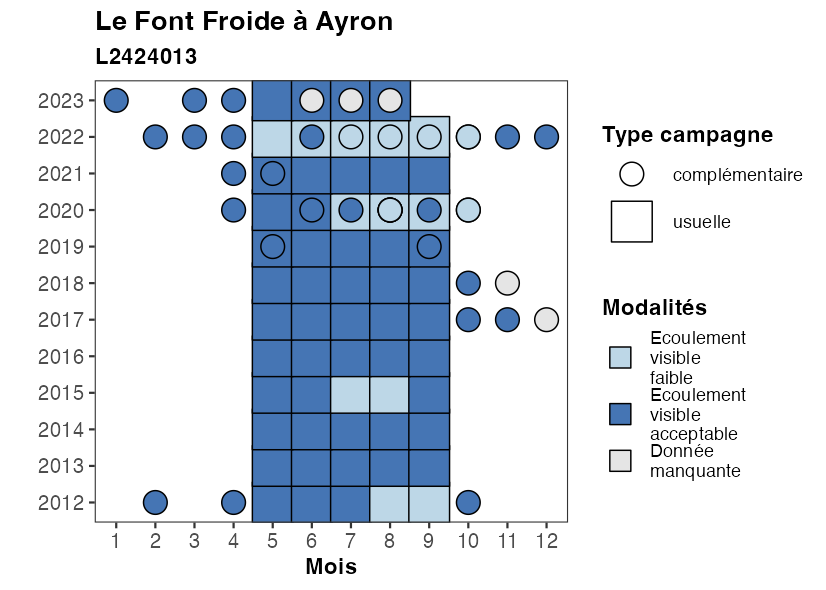 Le Font Froide à Ayron
L2424013
2023
2022
2021
2020
2019
2018
2017
2016
2015
2014
2013
2012
1 2 3 4 5 6 7 8 9 10 11 12
Mois
Type campagne
complémentaire
usuelle
Modalités
Ecoulement
visible
faible
Ecoulement
visible
acceptable
Donnée
manquante